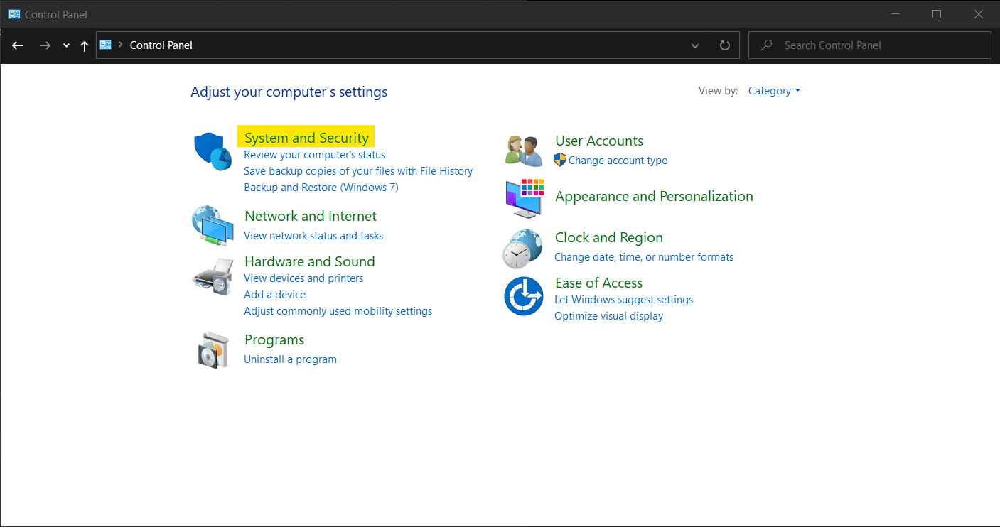 Control Panel
Control Panel
Search Control Panel
Adjust your computer's settings
View by: Category
System and Security
Review your computer's status
Save backup copies of your files with File History
Backup and Restore (Windows 7)
Network and Internet
View network status and tasks
Hardware and Sound
View devices and printers
Add a device
Adjust commonly used mobility settings
Programs
Uninstall a program
User Accounts
Change account type
Appearance and Personalization
Clock and Region
Change date, time, or number formats
Ease of Access
Let Windows suggest settings
Optimize visual display